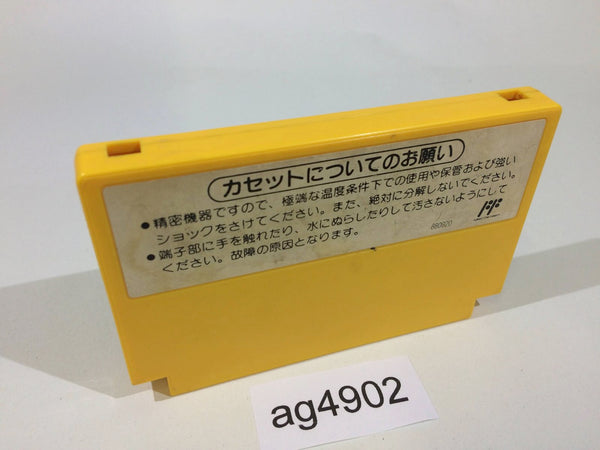 カセットについてのお願い
●精密機器ですので、極端な温度条件下での使用や保管および強い
ショックをさけてください。また、絶対に分解しないでください。
●端子部に手を触れたり、水にぬらしたりして汚さないようにして
ください。故障の原因となります。
880920
ag4902